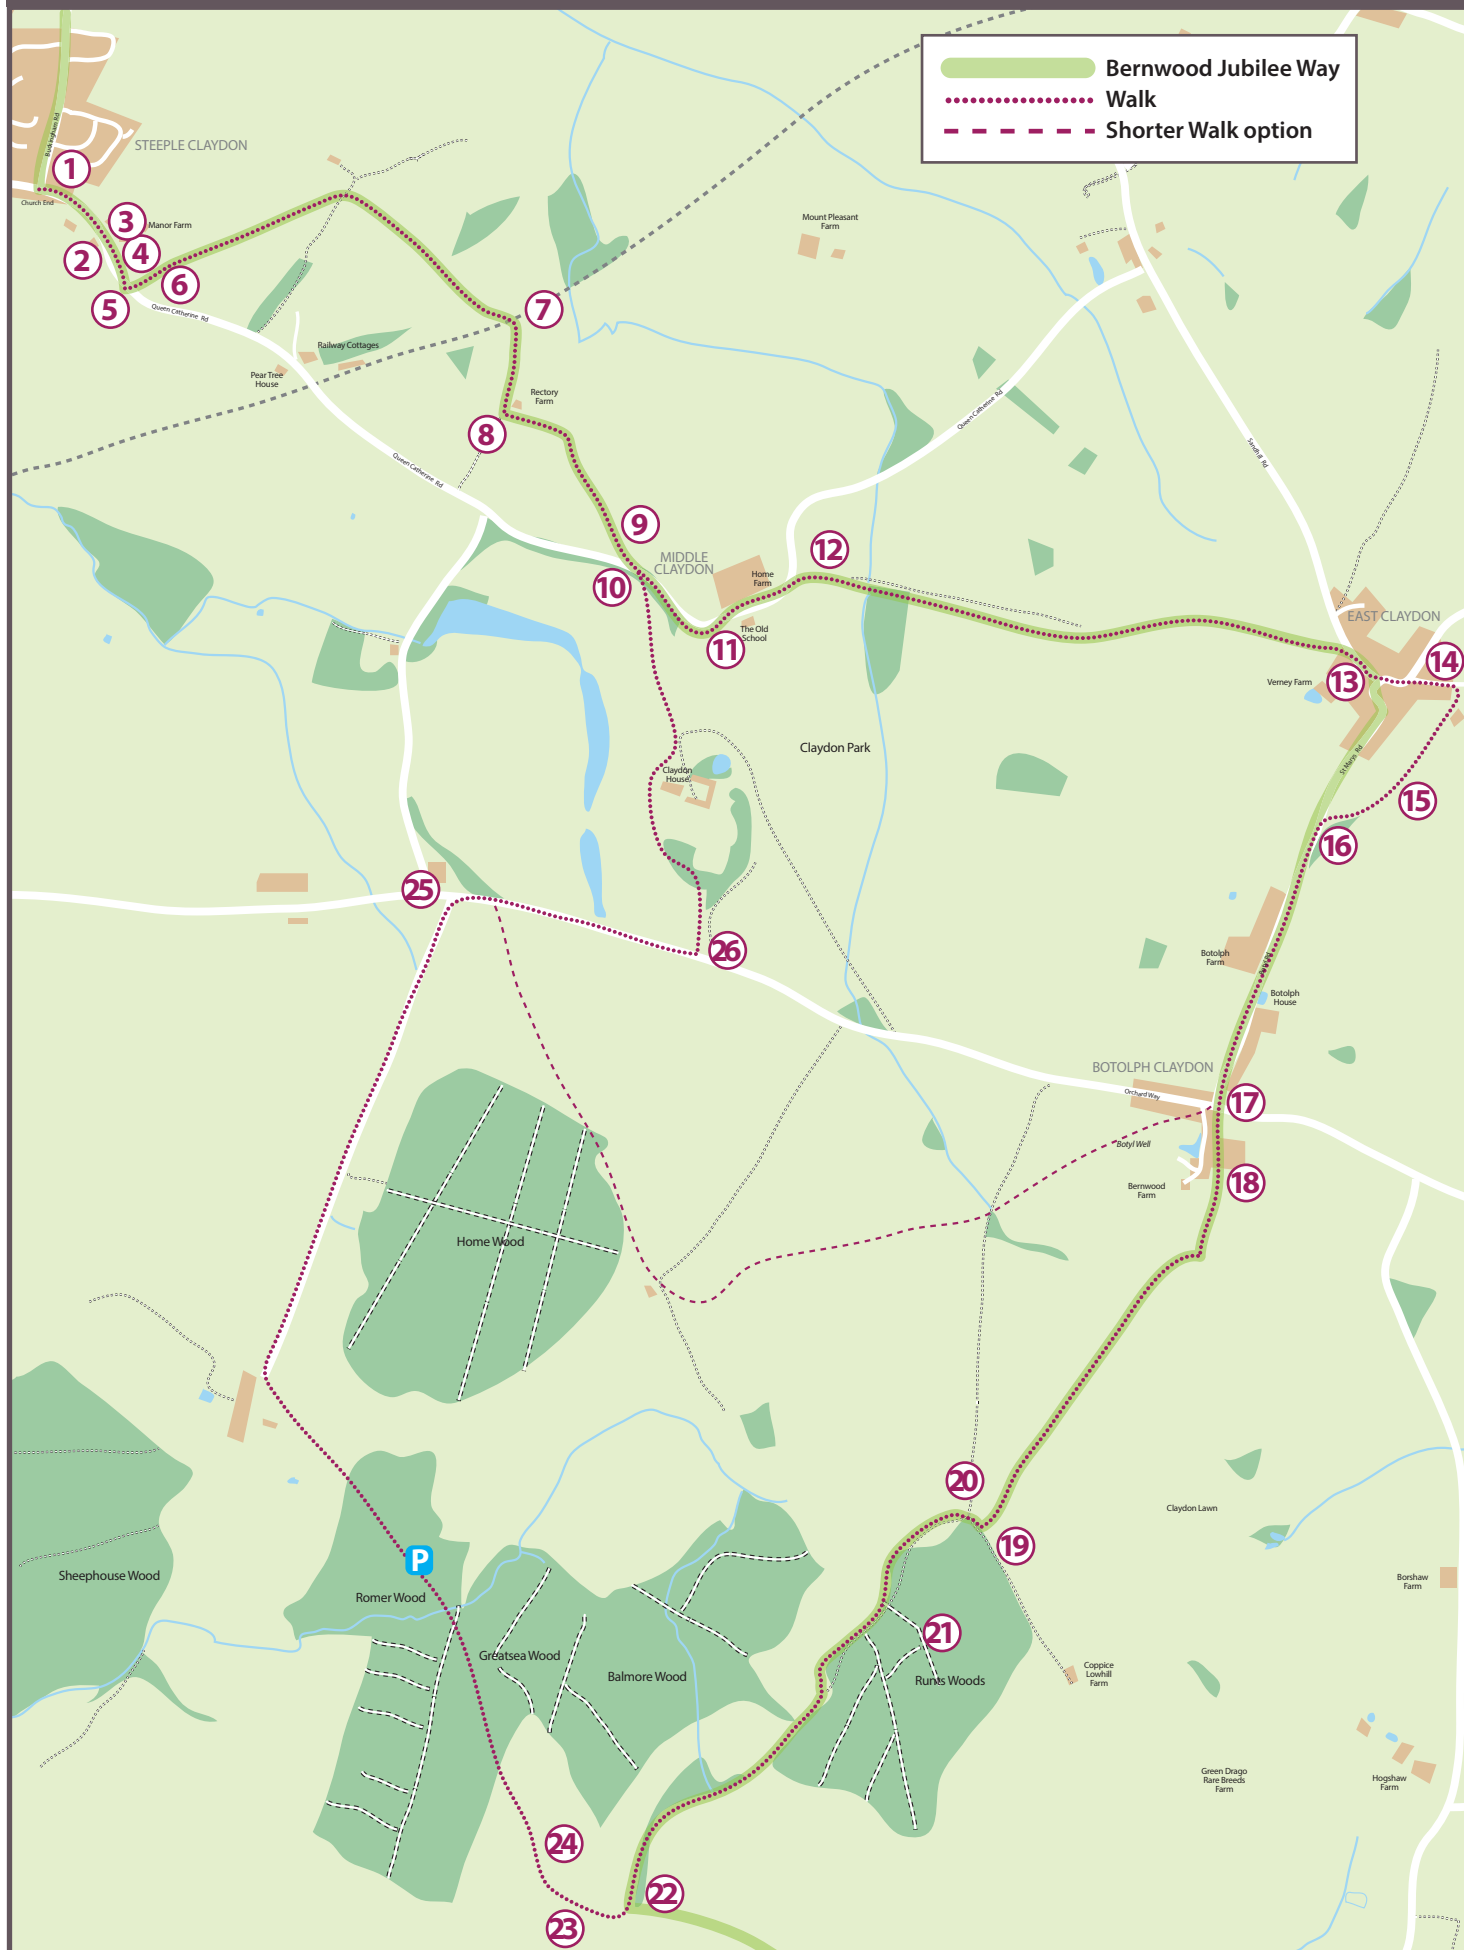 Bernwood Jubilee Way
Walk
Shorter Walk option
Buckingham Rd
STEEPLE CLAYDON
1
Church End
3
Manor Farm
2
4
6
5
Queen Catherine Rd
Mount Pleasant
Farm
7
Railway Cottages
Pear Tree
House
Rectory
Farm
8
Queen Catherine Rd
Queen Catherine Rd
Sandhill Rd
9
MIDDLE
CLAYDON
10
Home
Farm
12
The Old
School
11
EAST CLAYDON
14
13
Verney Farm
Claydon Park
Claydon
House
St Marys Rd
15
16
25
26
Botolph
Farm
Botolph
House
BOTOLPH CLAYDON
Orchard Way
17
Botyl Well
18
Bernwood
Farm
Home Wood
20
19
Claydon Lawn
Sheephouse Wood
P
Romer Wood
Borshaw
Farm
21
Greatsea Wood
Balmore Wood
Runts Woods
Coppice
Lowhill
Farm
Green Drago
Rare Breeds
Farm
Hogshaw
Farm
24
22
23